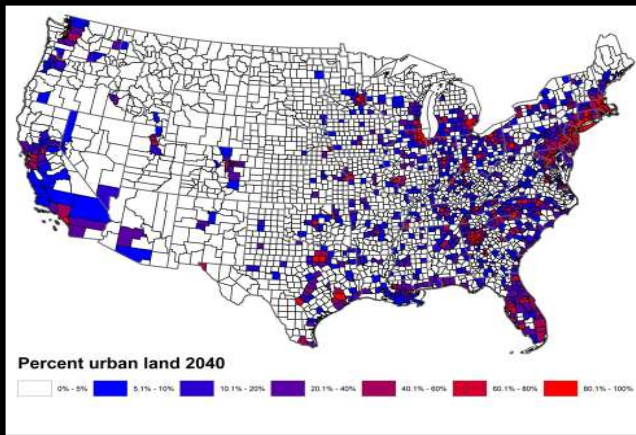 Percent urban land 2040
0% - 5% 5.1% - 10% 10.1% - 20% 20.1% - 40% 40.1% - 60% 60.1% - 80% 80.1% - 100%